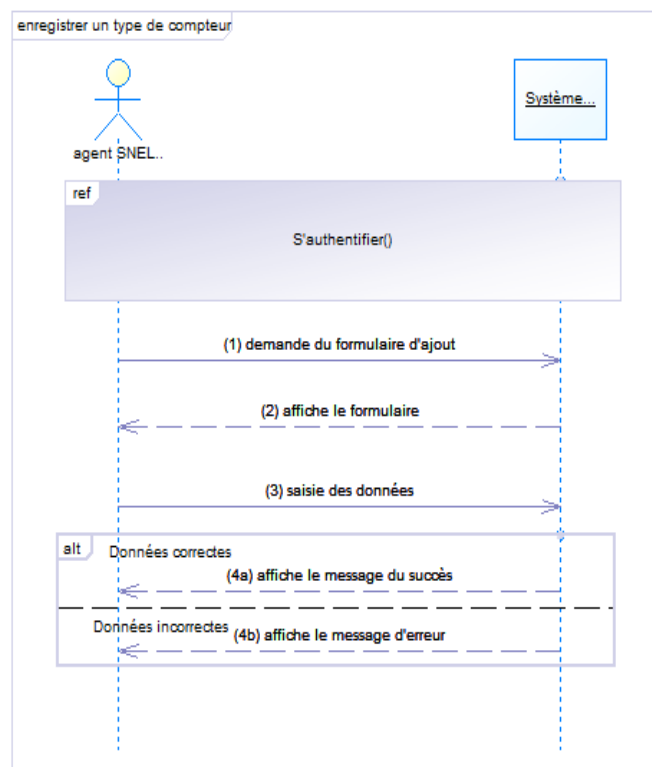 enregistrer un type de compteur
Système...
agent SNEL..
ref
S'authentifier()
(1) demande du formulaire d'ajout
(2) affiche le formulaire
(3) saisie des données
alt
Données correctes
(4a) affiche le message du succès
Données incorrectes
(4b) affiche le message d'erreur